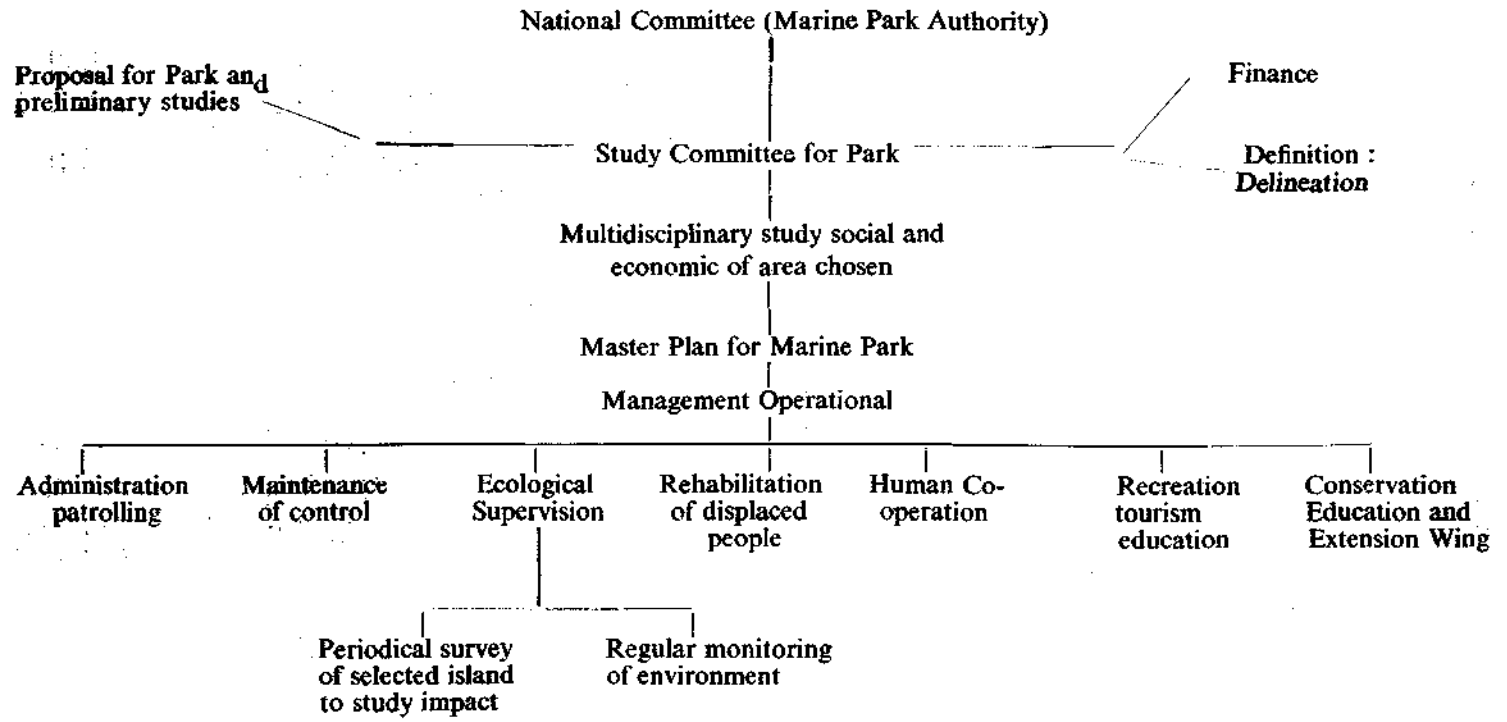 National Committee (Marine Park Authority)
Proposal for Park and
preliminary studies
Finance
Study Committee for Park
Definition :
Delineation
Multidisciplinary study social and
economic of area chosen
Master Plan for Marine Park
Management Operational
Administration
patrolling
Maintenance
of control
Ecological
Supervision
Rehabilitation
of displaced
people
Human Co-
operation
Recreation
tourism
education
Conservation
Education and
Extension Wing
Periodical survey
of selected island
to study impact
Regular monitoring
of environment